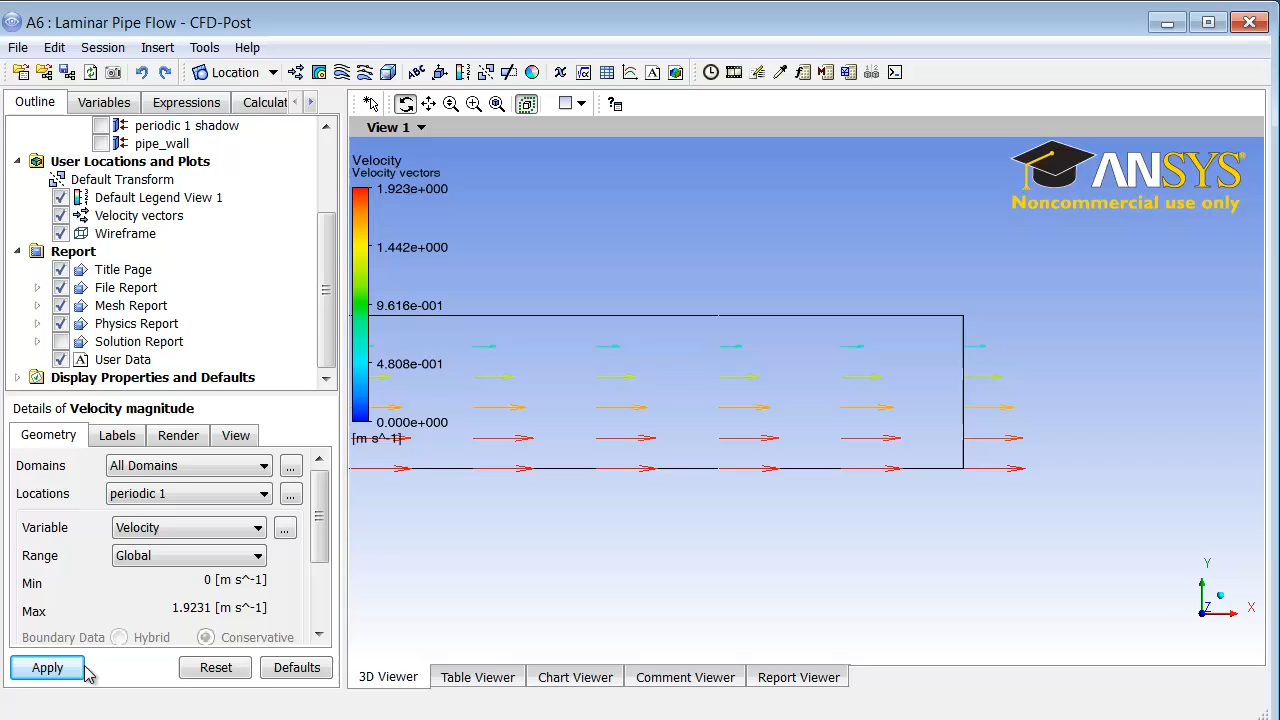 A6 : Laminar Pipe Flow - CFD-Post
File Edit Session Insert Tools Help
Location
Outline Variables Expressions Calculat
periodic 1 shadow
pipe_wall
User Locations and Plots
Default Transform
Default Legend View 1
Velocity vectors
Wireframe
Report
Title Page
File Report
Mesh Report
Physics Report
Solution Report
User Data
Display Properties and Defaults
Details of Velocity magnitude
Geometry Labels Render View
Domains All Domains ...
Locations periodic 1 ...
Variable Velocity ...
Range Global
Min 0 [m s^-1]
Max 1.9231 [m s^-1]
Boundary Data Hybrid Conservative
Apply Reset Defaults
View 1
Velocity
Velocity vectors
1.923e+000
1.442e+000
9.616e-001
4.808e-001
0.000e+000
[m s^-1]
ANSYS
Noncommercial use only
Y
Z X
3D Viewer Table Viewer Chart Viewer Comment Viewer Report Viewer